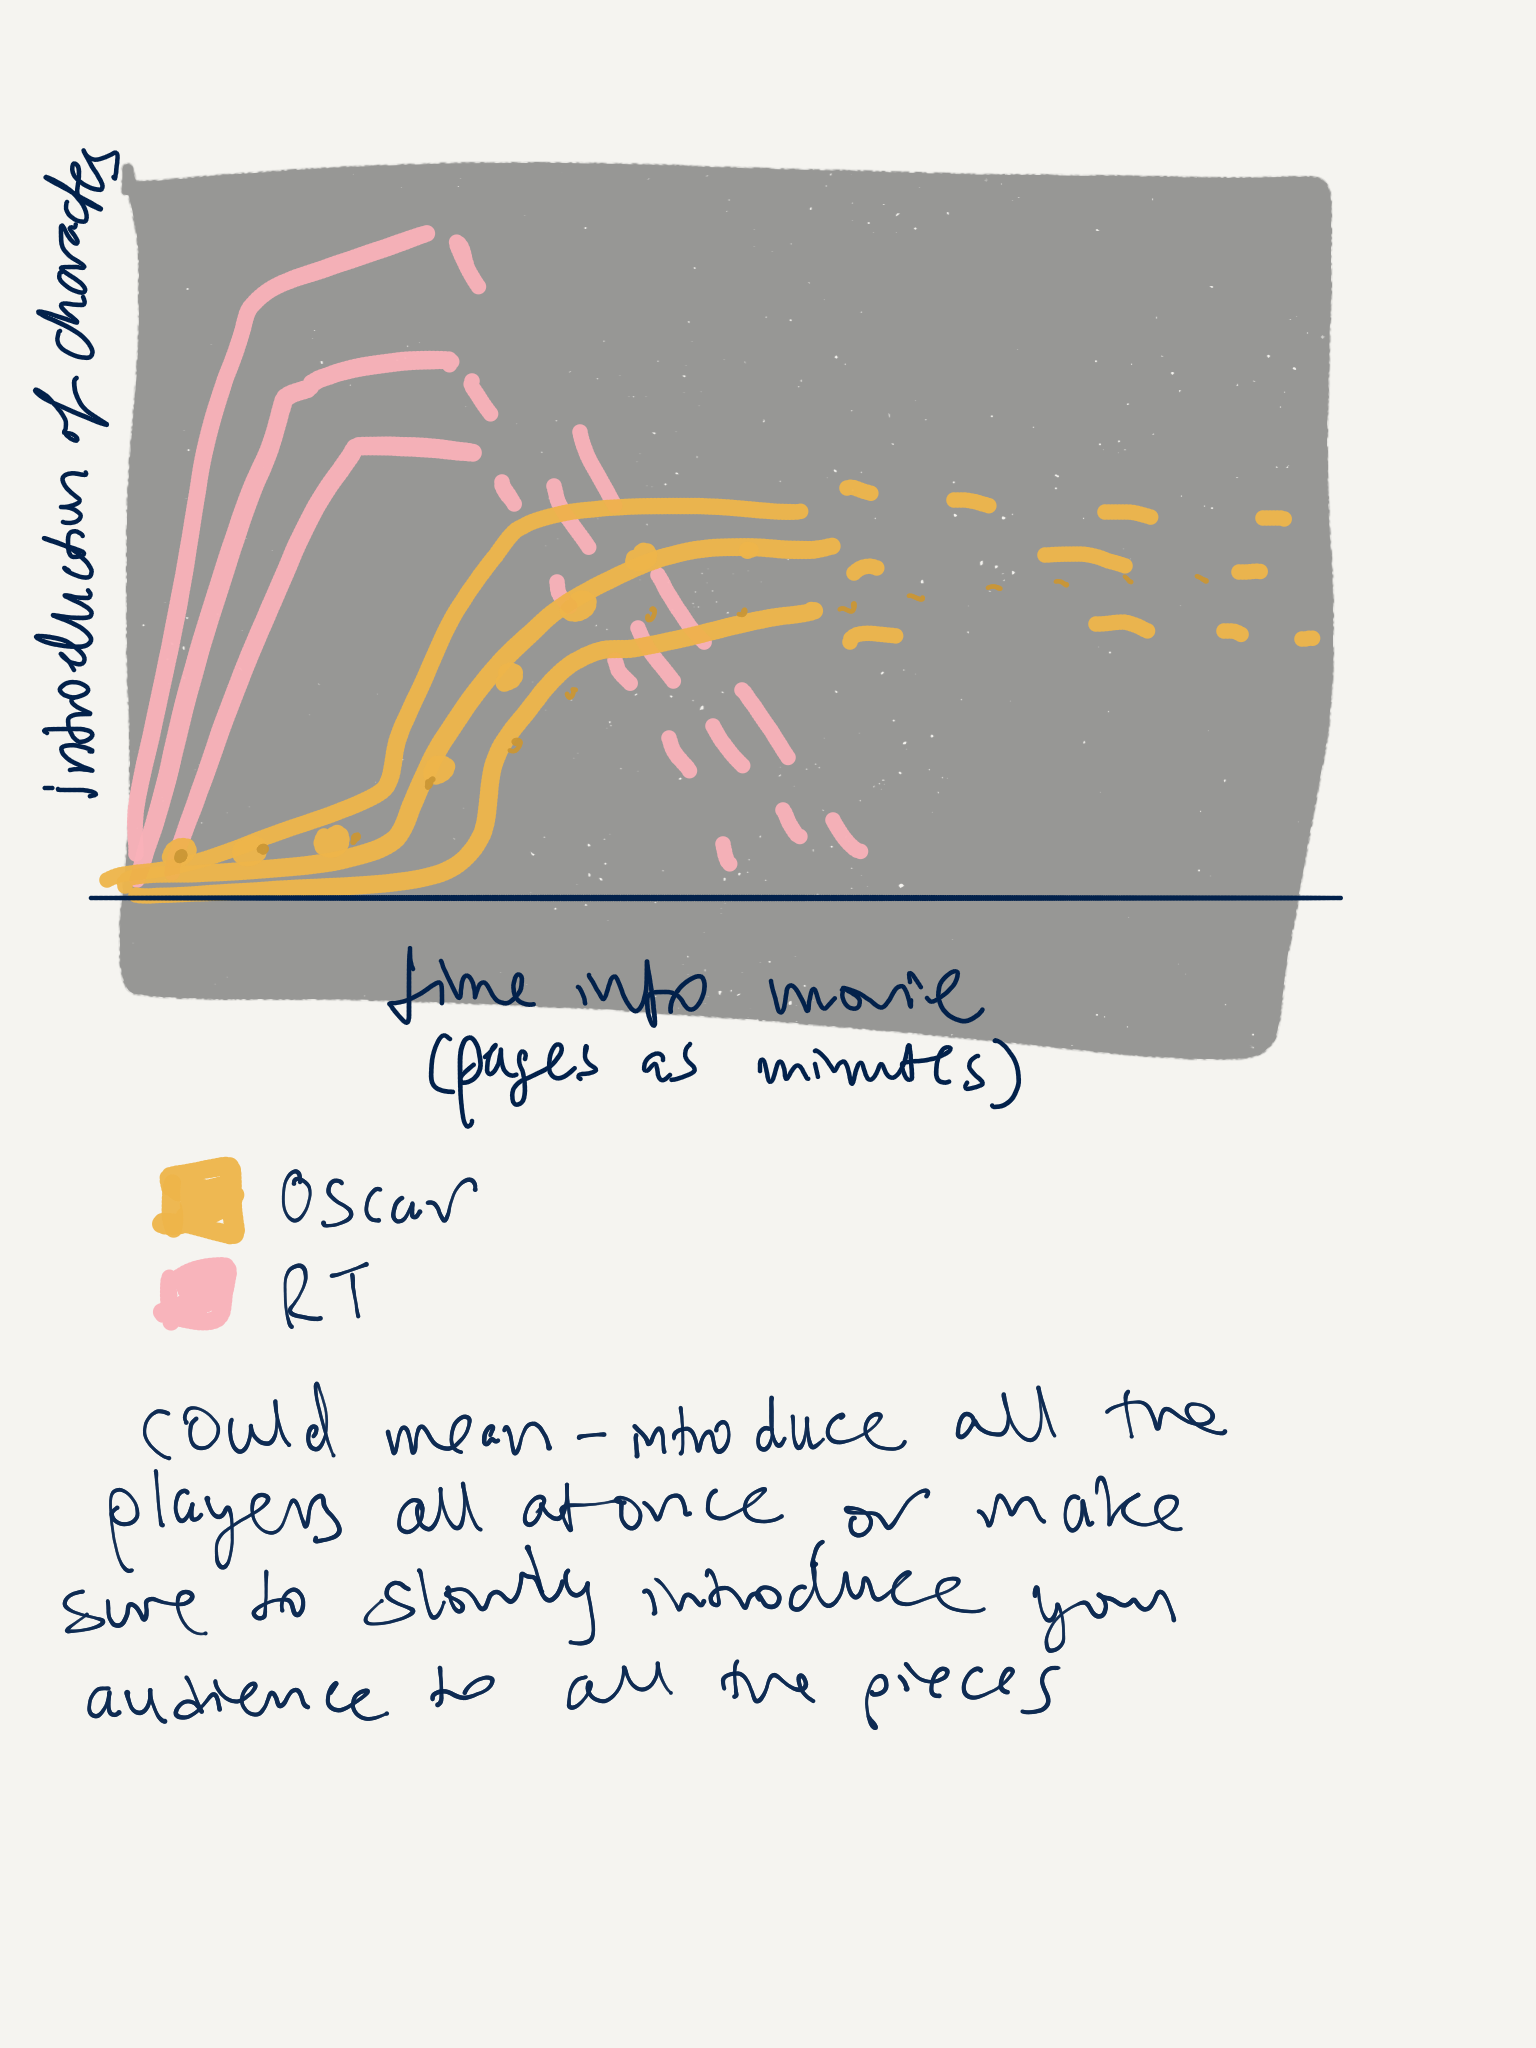 introduction of characters
time into movie
(pages as minutes)
Oscar
RT
could mean - introduce all the
players all at once or make
sure to slowly introduce your
audience to all the pieces